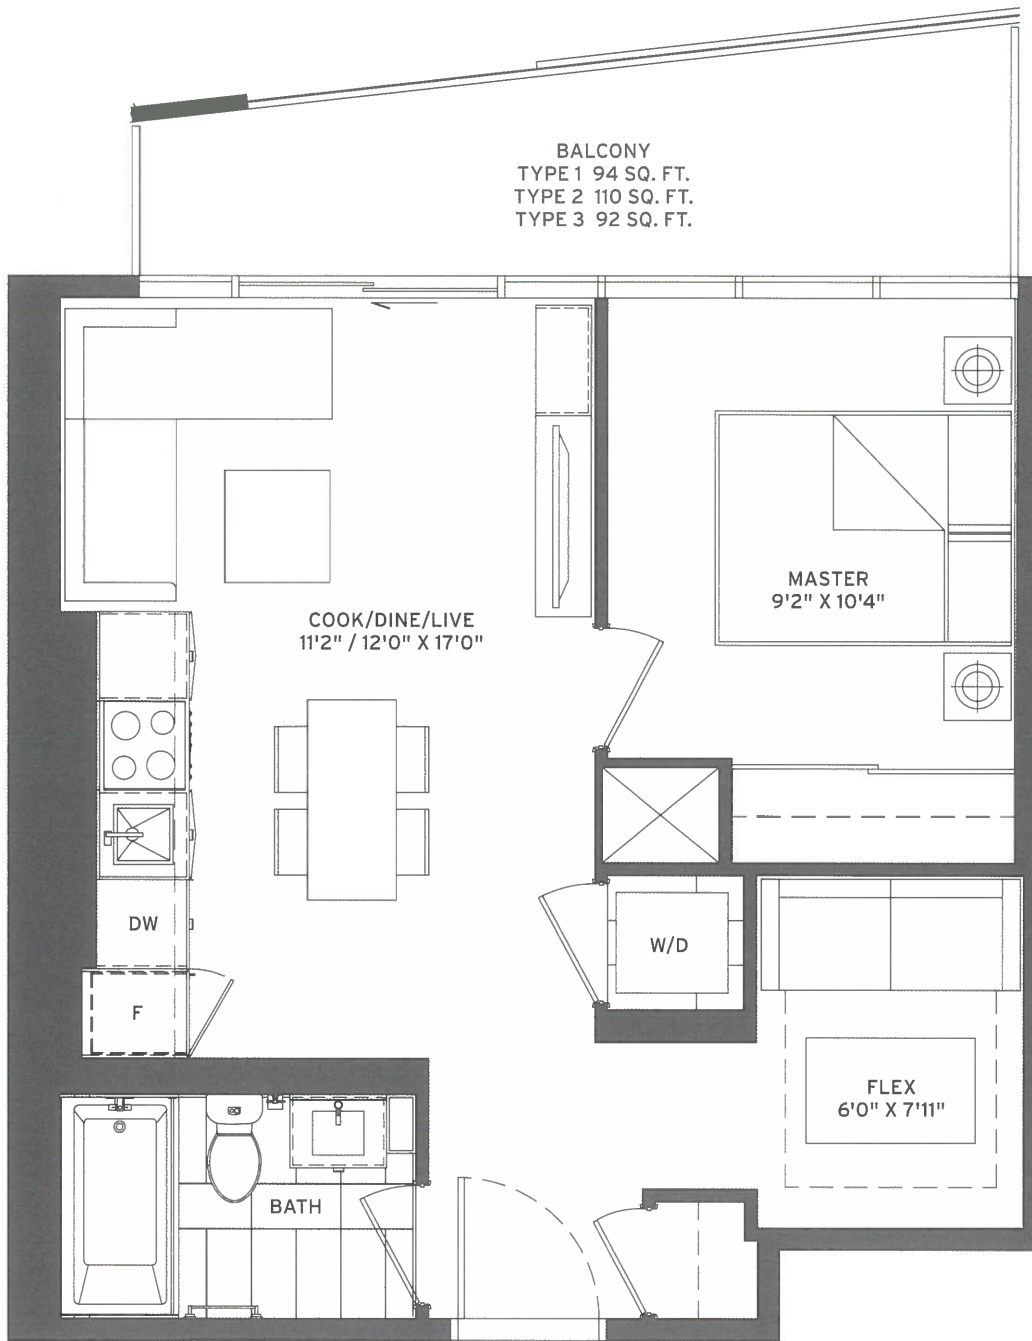 BALCONY
TYPE 1 94 SQ. FT.
TYPE 2 110 SQ. FT.
TYPE 3 92 SQ. FT.
MASTER
9'2" X 10'4"
COOK/DINE/LIVE
11'2" / 12'0" X 17'0"
DW
W/D
F
FLEX
6'0" X 7'11"
BATH